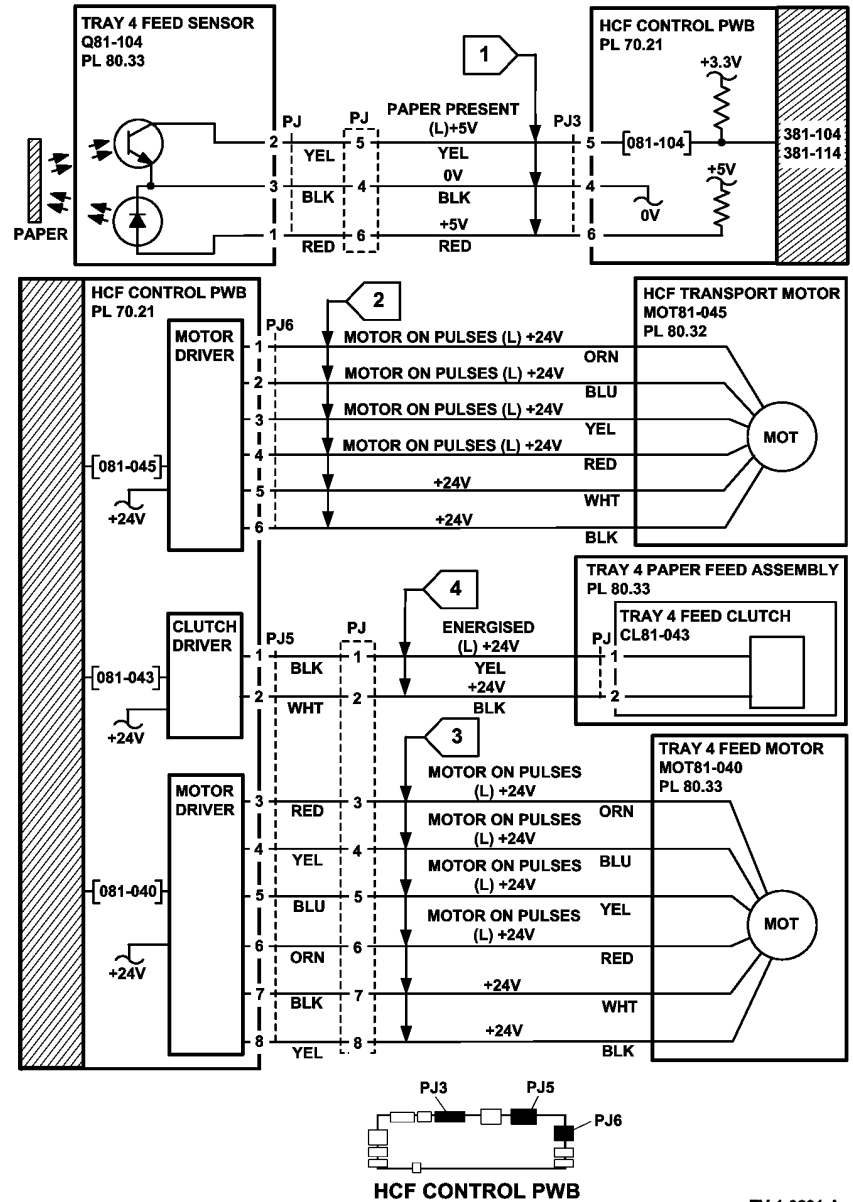 TRAY 4 FEED SENSOR
Q81-104
PL 80.33
1
HCF CONTROL PWB
PL 70.21
+3.3V
PJ
PJ
PAPER PRESENT
(L)+5V
PJ3
2
YEL
5
YEL
5
[081-104]
381-104
381-114
0V
+5V
3
BLK
4
BLK
4
0V
+5V
PAPER
1
RED
6
RED
6
HCF CONTROL PWB
PL 70.21
2
HCF TRANSPORT MOTOR
MOT81-045
PL 80.32
MOTOR
DRIVER
PJ6
1
MOTOR ON PULSES (L) +24V
ORN
2
MOTOR ON PULSES (L) +24V
BLU
3
MOTOR ON PULSES (L) +24V
YEL
MOT
4
MOTOR ON PULSES (L) +24V
RED
[081-045]
5
+24V
WHT
+24V
6
+24V
BLK
TRAY 4 PAPER FEED ASSEMBLY
PL 80.33
4
CLUTCH
DRIVER
PJ5
PJ
ENERGISED
(L) +24V
PJ
TRAY 4 FEED CLUTCH
CL81-043
1
BLK
1
YEL
1
[081-043]
+24V
2
WHT
2
BLK
2
+24V
3
TRAY 4 FEED MOTOR
MOT81-040
PL 80.33
MOTOR
DRIVER
MOTOR ON PULSES
(L) +24V
3
RED
3
ORN
MOTOR ON PULSES
(L) +24V
4
YEL
4
BLU
MOTOR ON PULSES
(L) +24V
[081-040]
5
BLU
5
YEL
MOT
MOTOR ON PULSES
(L) +24V
6
ORN
6
RED
+24V
+24V
7
BLK
7
WHT
+24V
8
YEL
8
BLK
PJ3
PJ5
PJ6
HCF CONTROL PWB